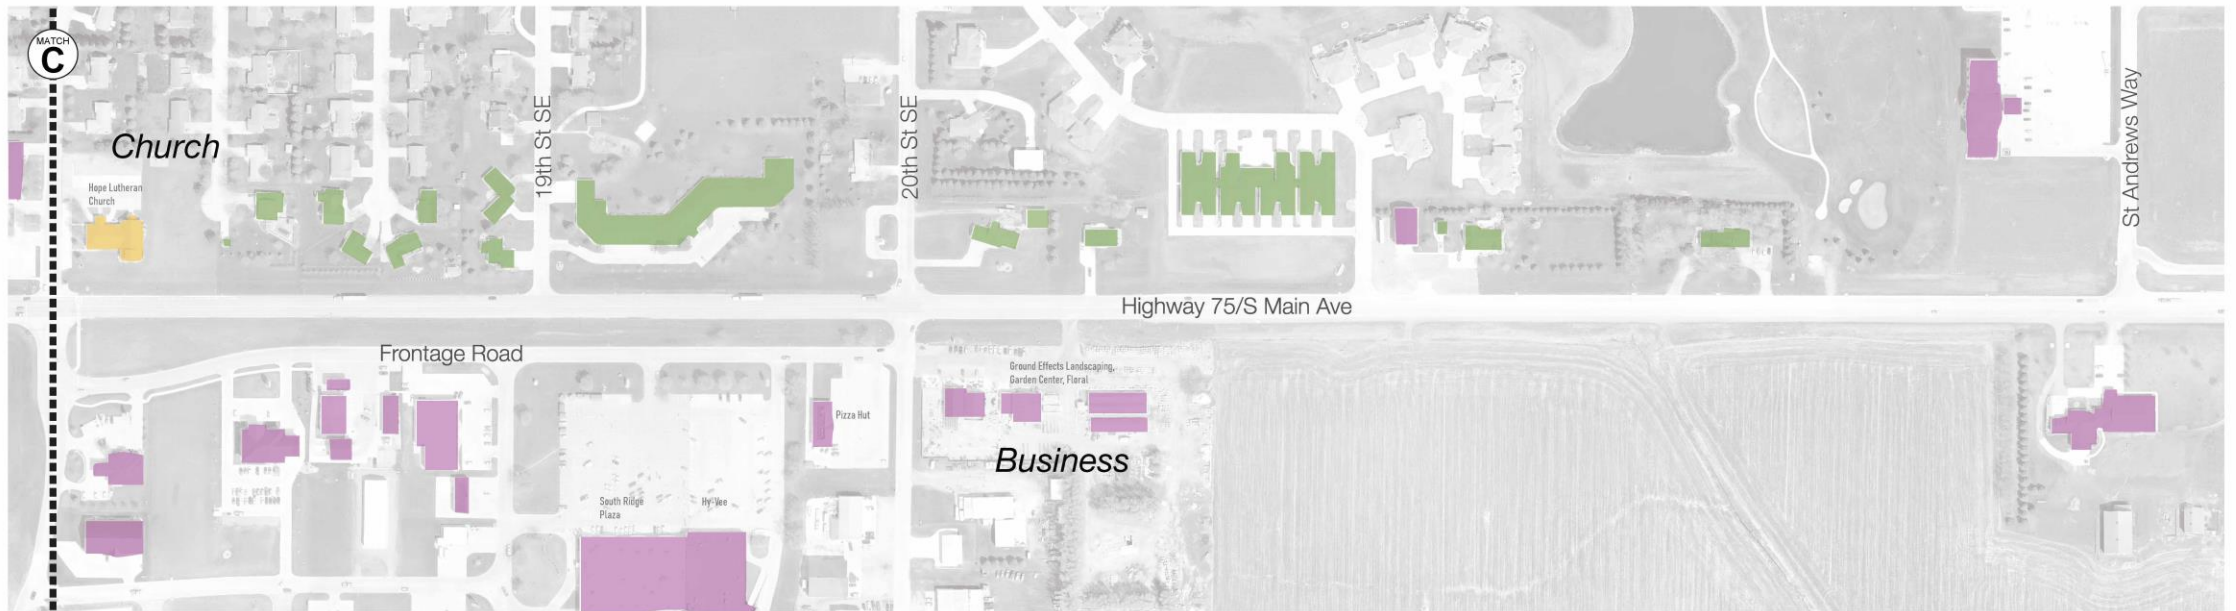 MATCH
C
Church
Hope Lutheran
Church
19th St SE
20th St SE
St Andrews Way
Highway 75/S Main Ave
Frontage Road
Ground Effects Landscaping,
Garden Center, Floral
Pizza Hut
Business
South Ridge
Plaza
Hy-Vee